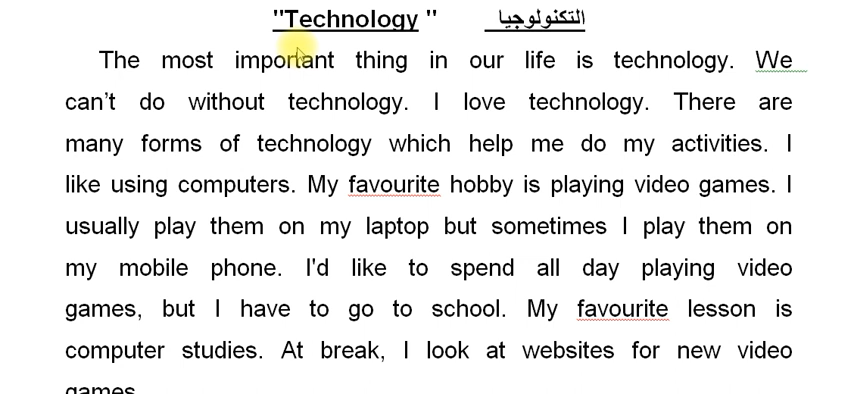 "Technology " التكنولوجيا
The most important thing in our life is technology. We
can't do without technology. I love technology. There are
many forms of technology which help me do my activities. I
like using computers. My favourite hobby is playing video games. I
usually play them on my laptop but sometimes I play them on
my mobile phone. I'd like to spend all day playing video
games, but I have to go to school. My favourite lesson is
computer studies. At break, I look at websites for new video
games.